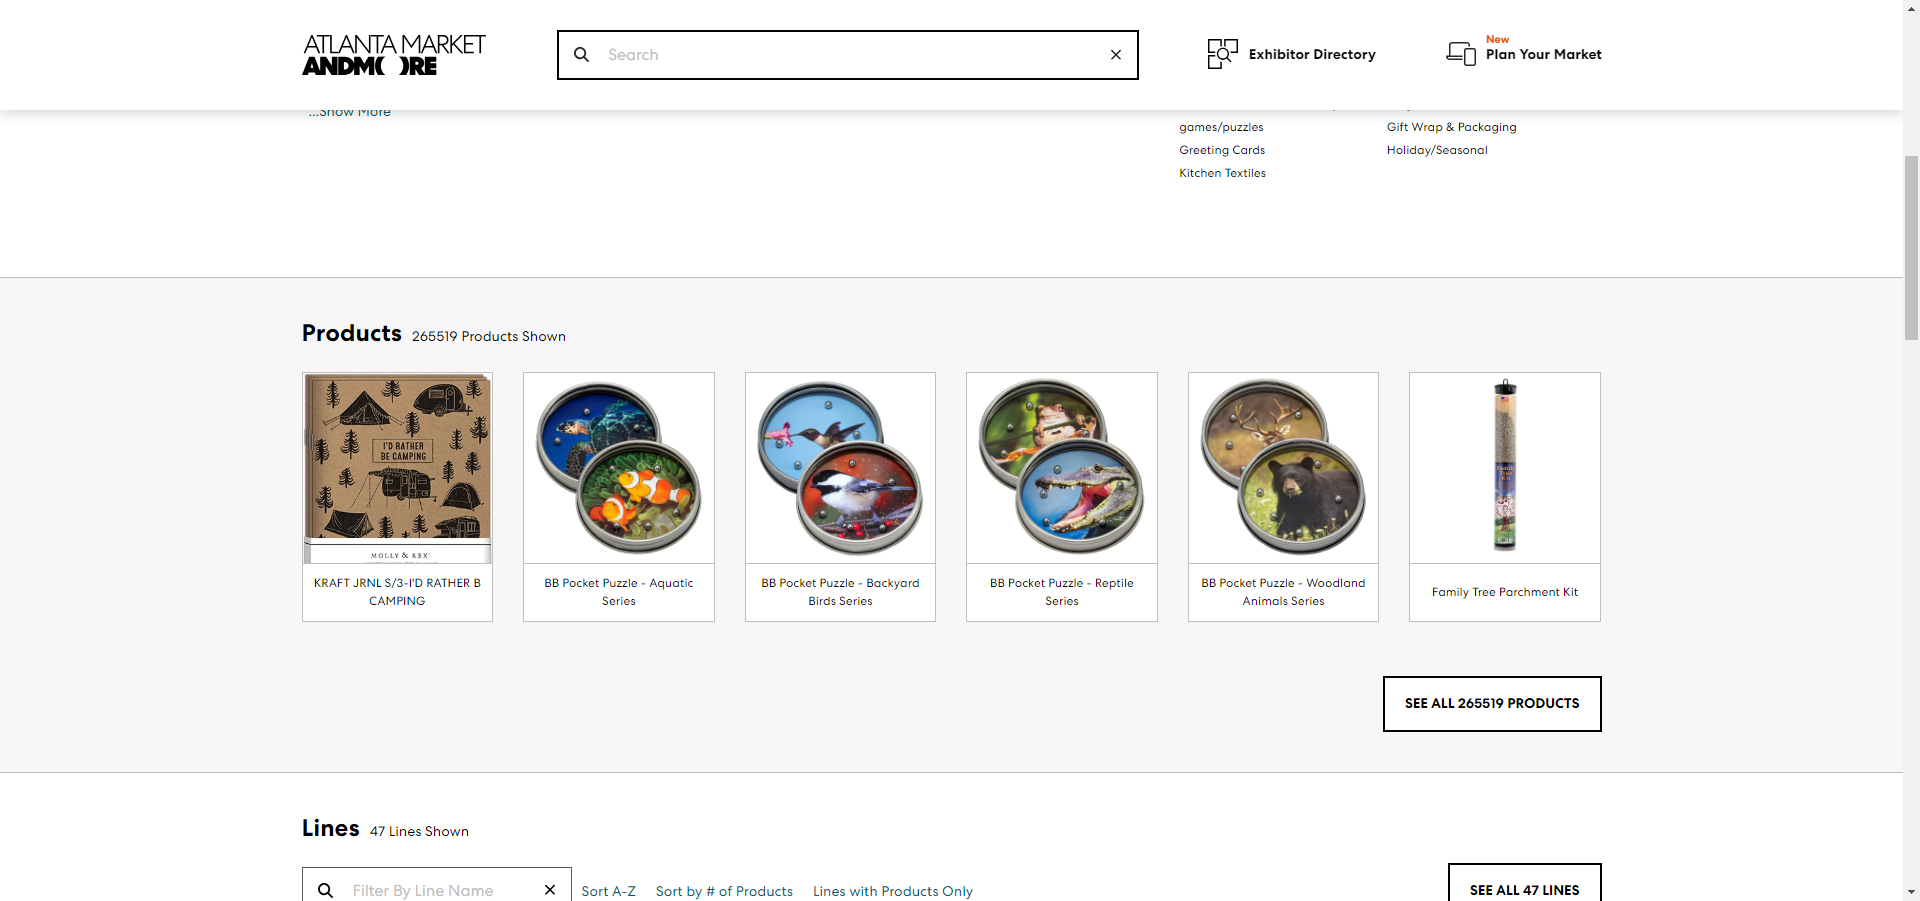 ATLANTA MARKET
ANDMORE
Search
Exhibitor Directory
New
Plan Your Market
...Show More
games/puzzles
Gift Wrap & Packaging
Greeting Cards
Holiday/Seasonal
Kitchen Textiles
Products 265519 Products Shown
I'D RATHER
BE CAMPING
MOLLY & REX
Family
Tree
Kit
KRAFT JRNL S/3-I'D RATHER B
CAMPING
BB Pocket Puzzle - Aquatic
Series
BB Pocket Puzzle - Backyard
Birds Series
BB Pocket Puzzle - Reptile
Series
BB Pocket Puzzle - Woodland
Animals Series
Family Tree Parchment Kit
SEE ALL 265519 PRODUCTS
Lines 47 Lines Shown
Filter By Line Name
Sort A-Z
Sort by # of Products
Lines with Products Only
SEE ALL 47 LINES